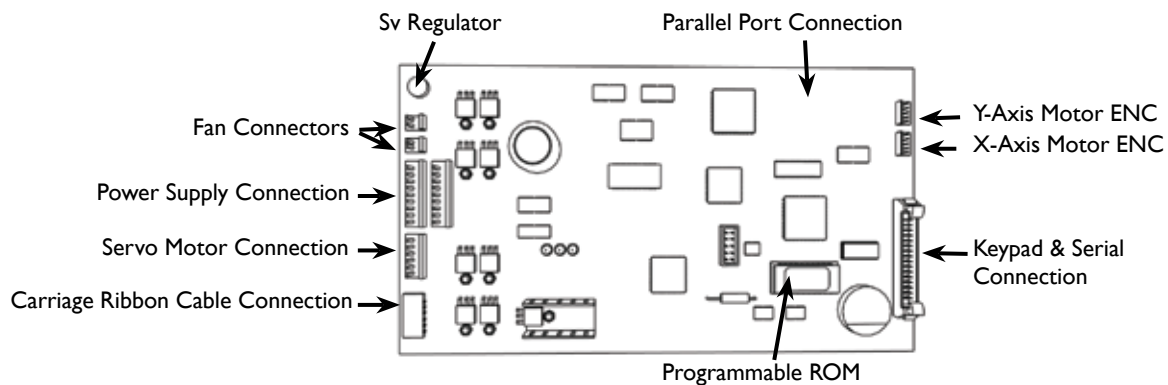 Sv Regulator
Parallel Port Connection
Fan Connectors
Y-Axis Motor ENC
X-Axis Motor ENC
Power Supply Connection
Servo Motor Connection
Keypad & Serial
Connection
Carriage Ribbon Cable Connection
Programmable ROM